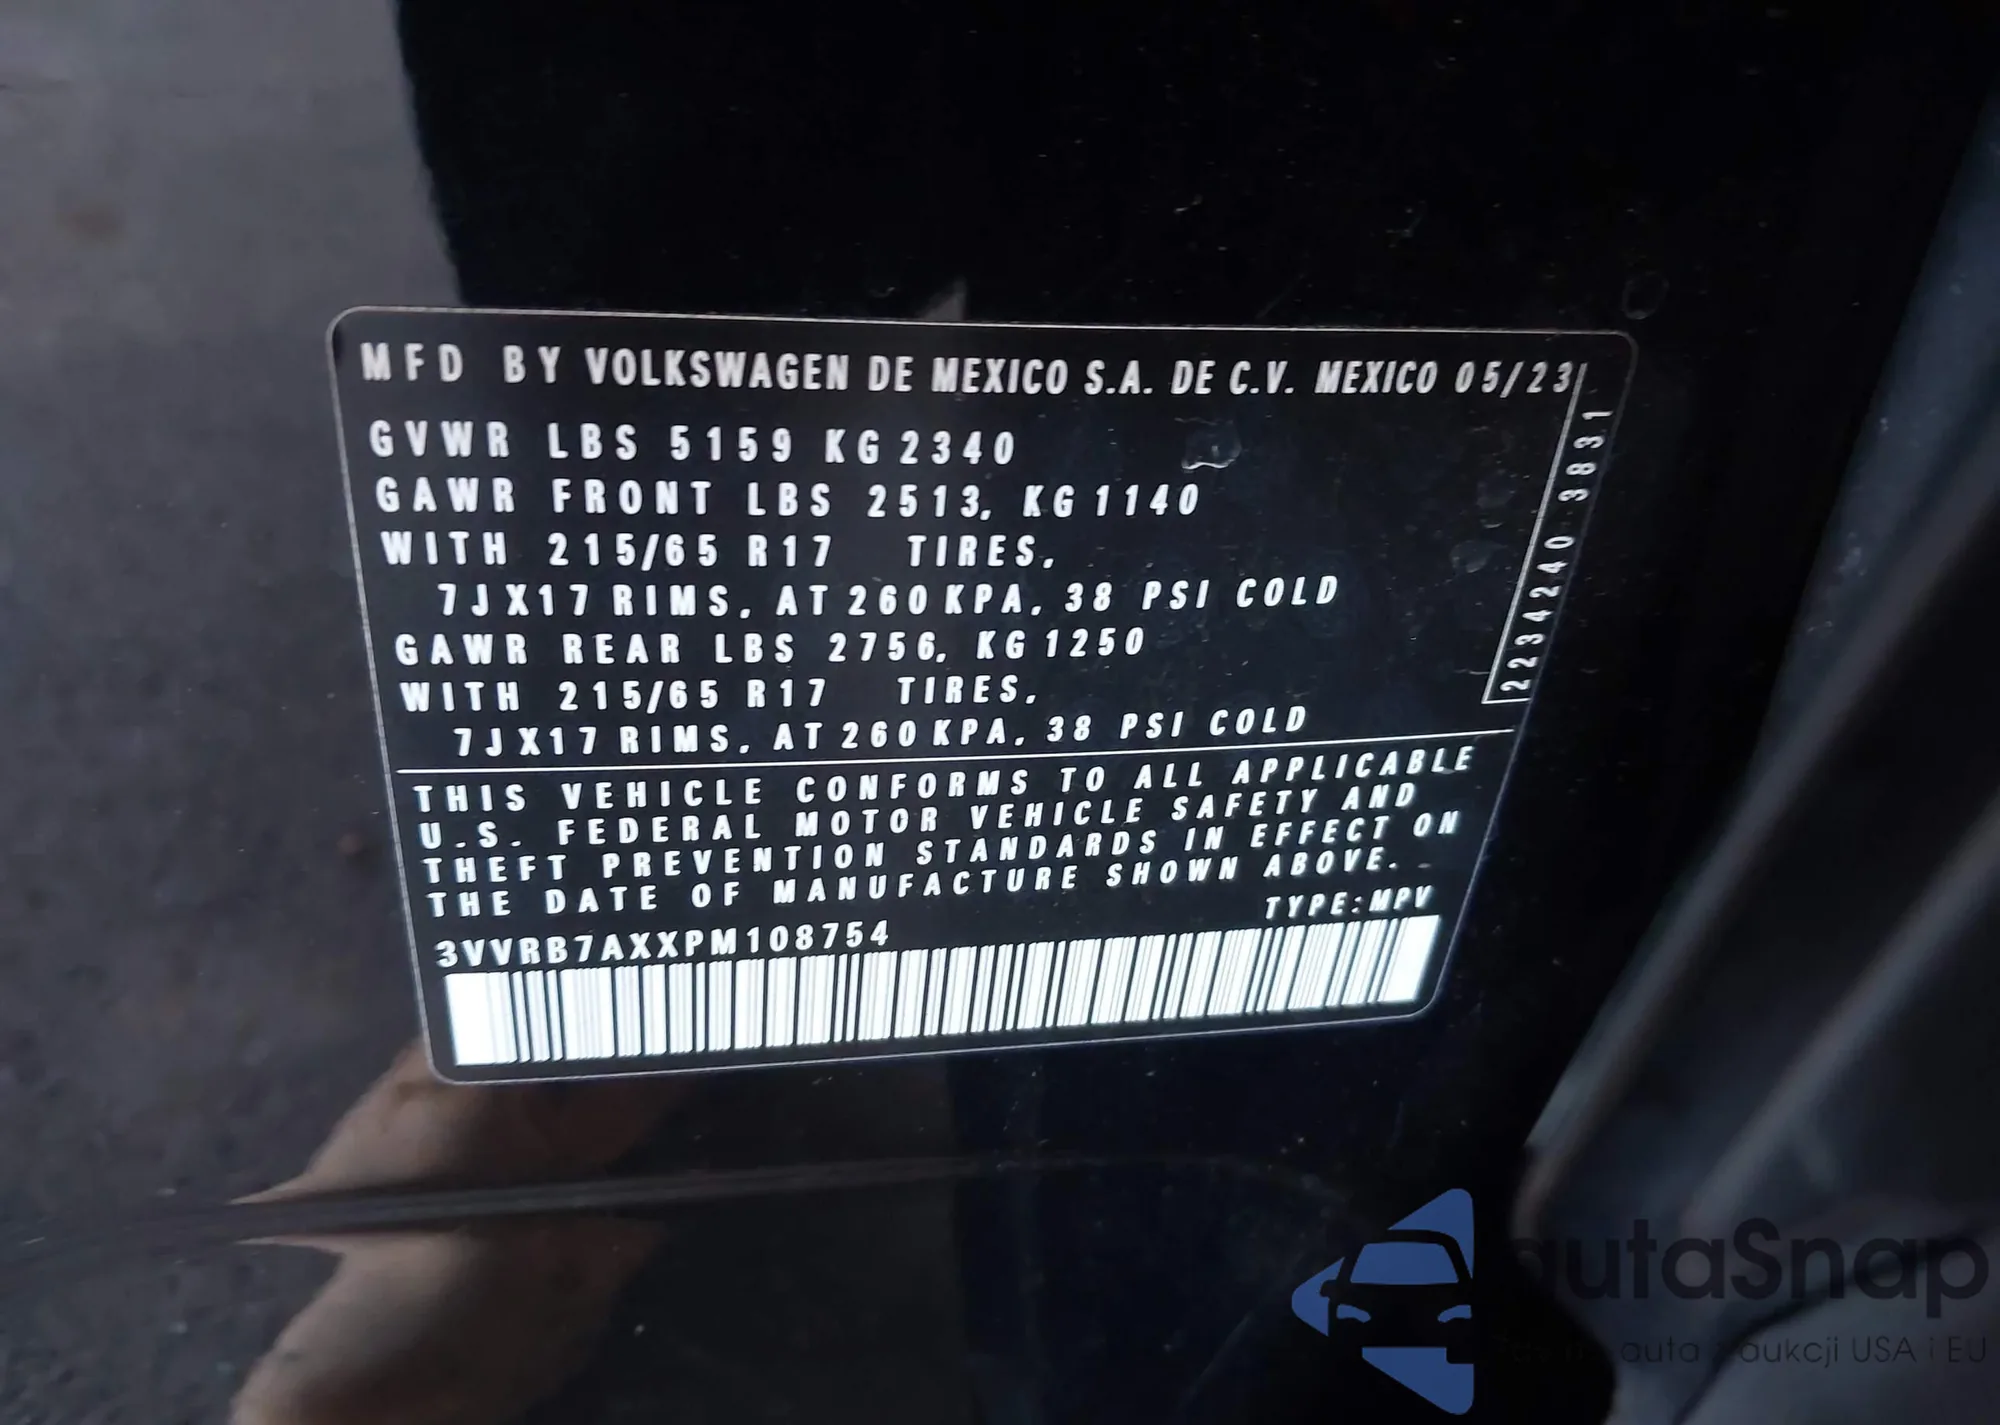 MFD BY VOLKSWAGEN DE MEXICO S.A. DE C.V. MEXICO 05/23
GVWR LBS 5159 KG 2340
GAWR FRONT LBS 2513, KG 1140
WITH 215/65 R17 TIRES,
7JX17 RIMS, AT 260 KPA, 38 PSI COLD
GAWR REAR LBS 2756, KG 1250
WITH 215/65 R17 TIRES,
7JX17 RIMS, AT 260 KPA, 38 PSI COLD
2234240 3831
THIS VEHICLE CONFORMS TO ALL APPLICABLE
U.S. FEDERAL MOTOR VEHICLE SAFETY AND
THEFT PREVENTION STANDARDS IN EFFECT ON
THE DATE OF MANUFACTURE SHOWN ABOVE.
TYPE:MPV
3VVRB7AXXPM108754
autaSnap
auta aukcji USA i EU